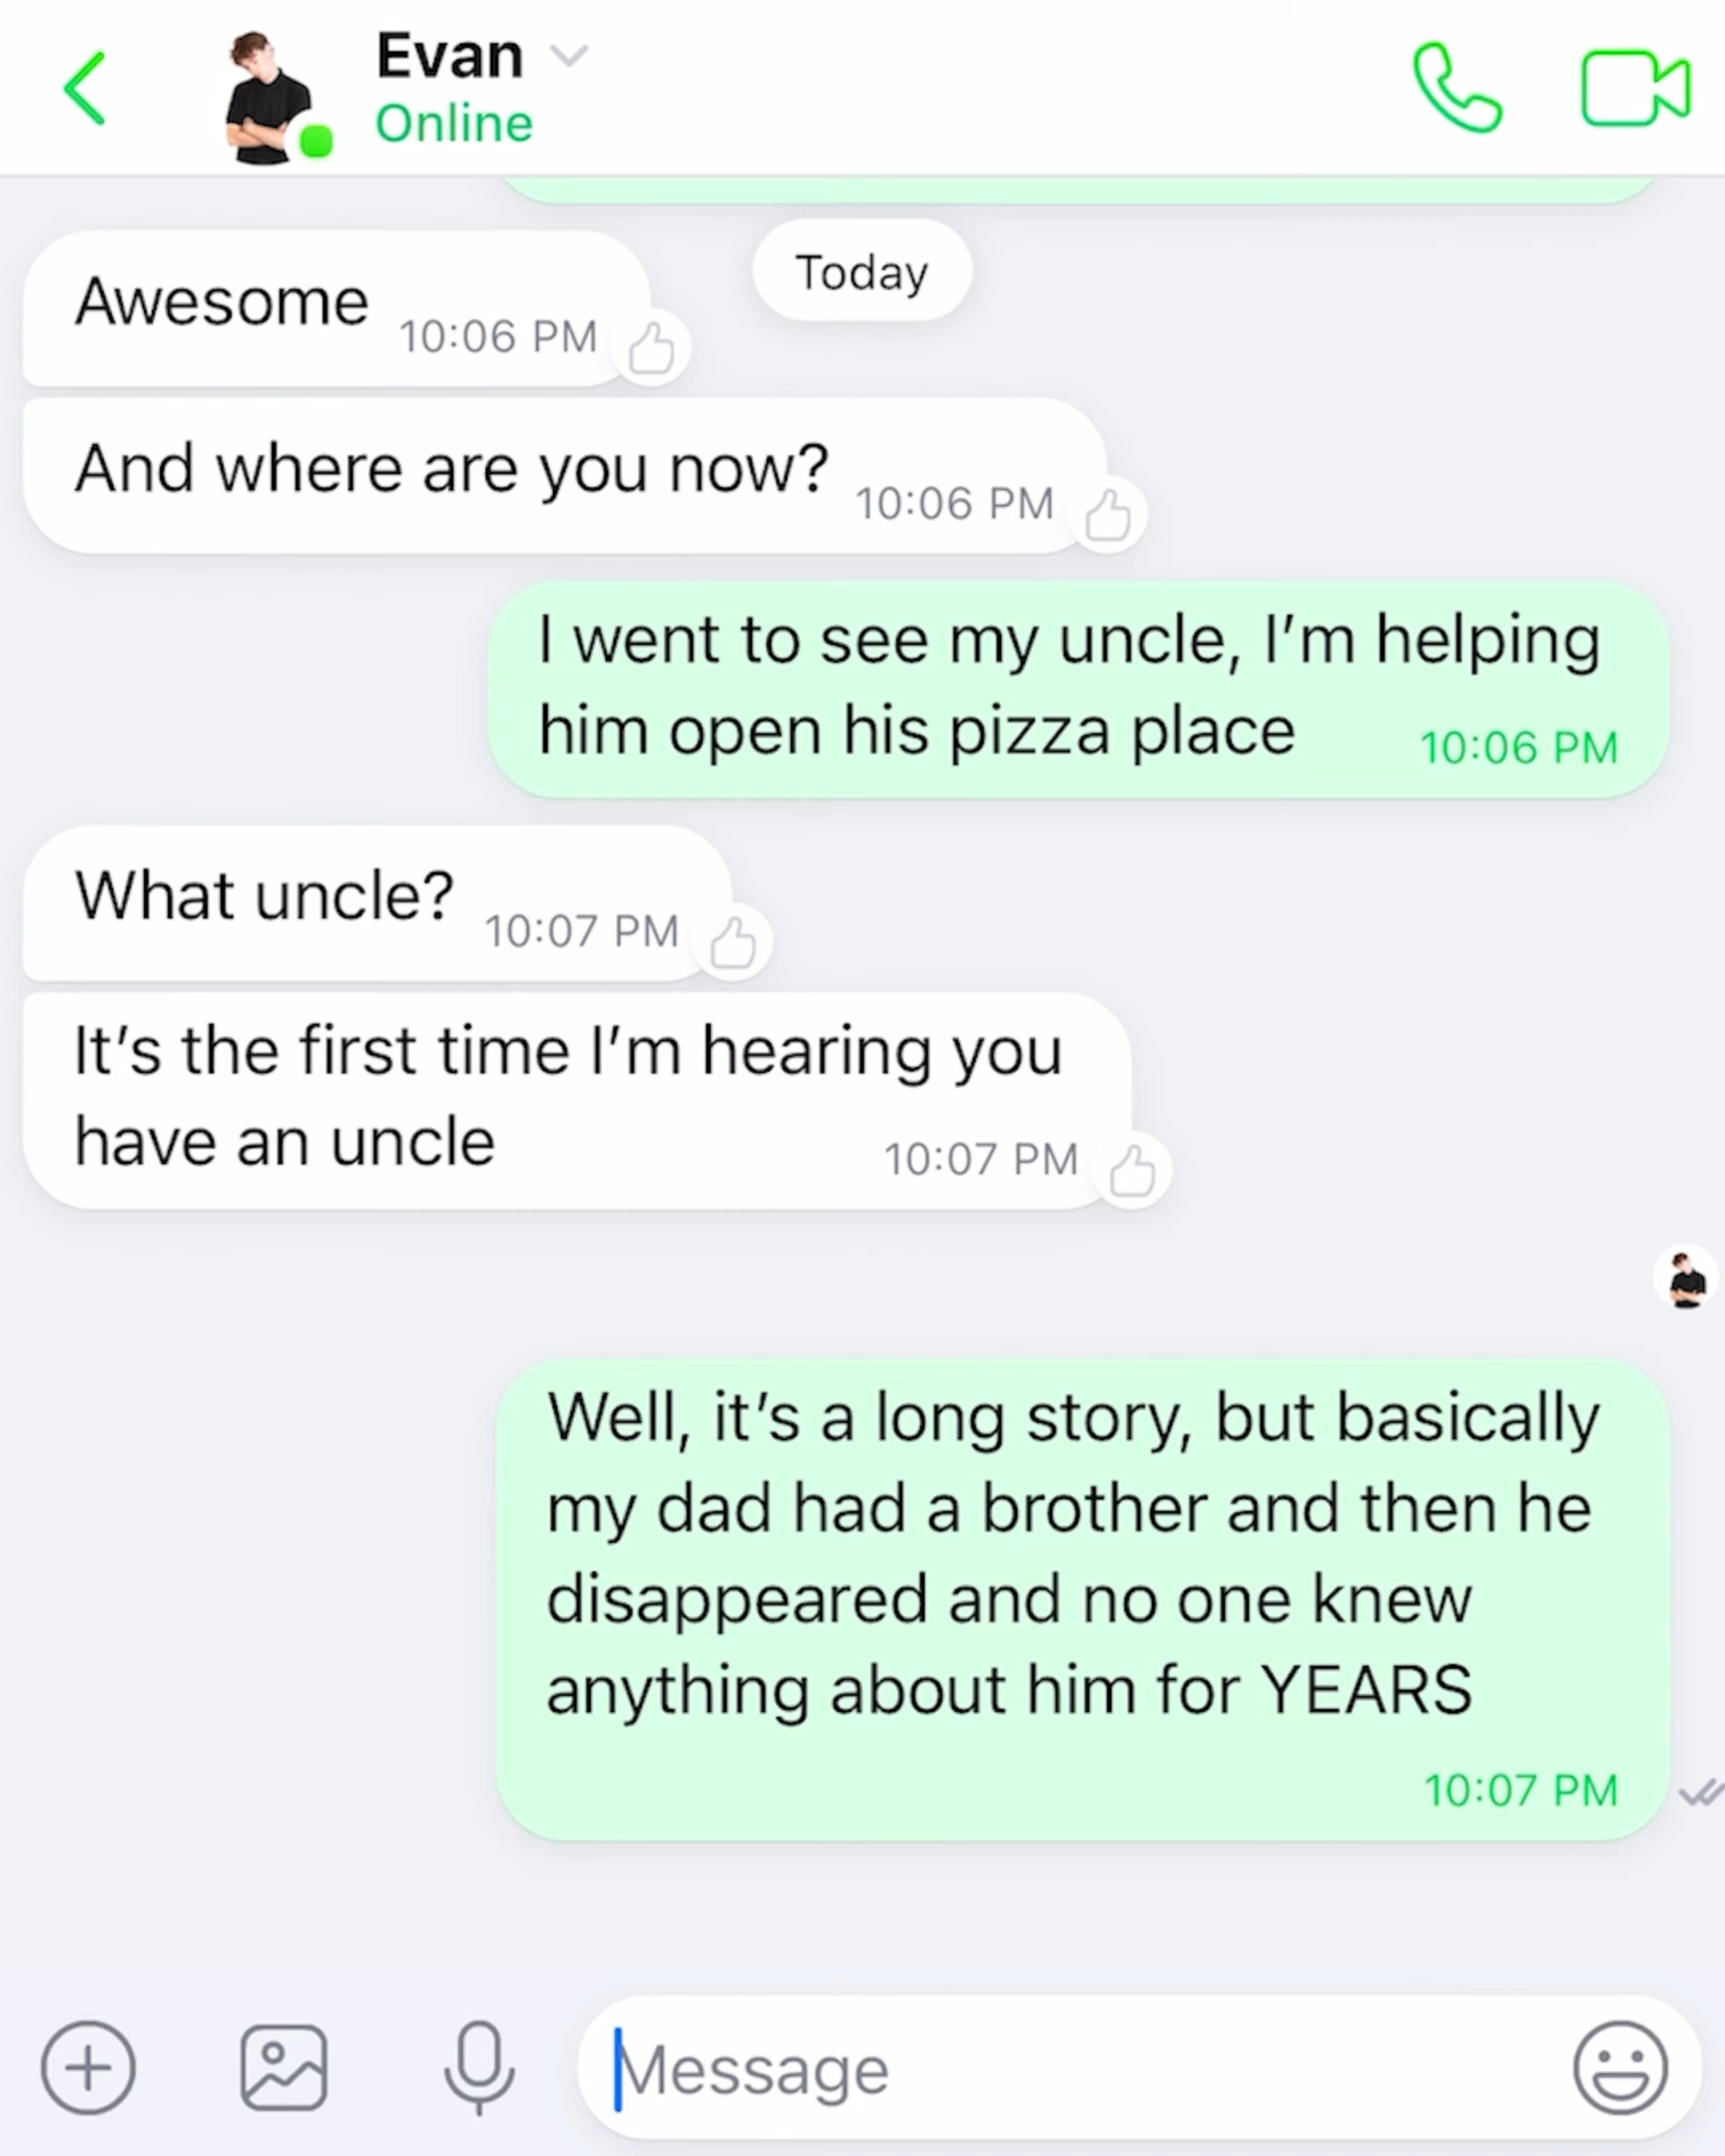 Evan
Online
Today
Awesome
10:06 PM
And where are you now?
10:06 PM
I went to see my uncle, I’m helping
him open his pizza place
10:06 PM
What uncle?
10:07 PM
It’s the first time I’m hearing you
have an uncle
10:07 PM
Well, it’s a long story, but basically
my dad had a brother and then he
disappeared and no one knew
anything about him for YEARS
10:07 PM
Message